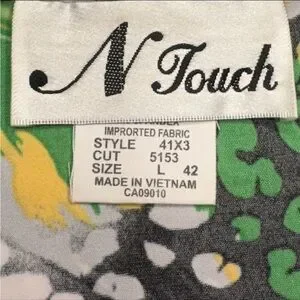 N Touch
IMPRORTED FABRIC
STYLE 41X3
CUT 5153
SIZE L 42
MADE IN VIETNAM
CA09010